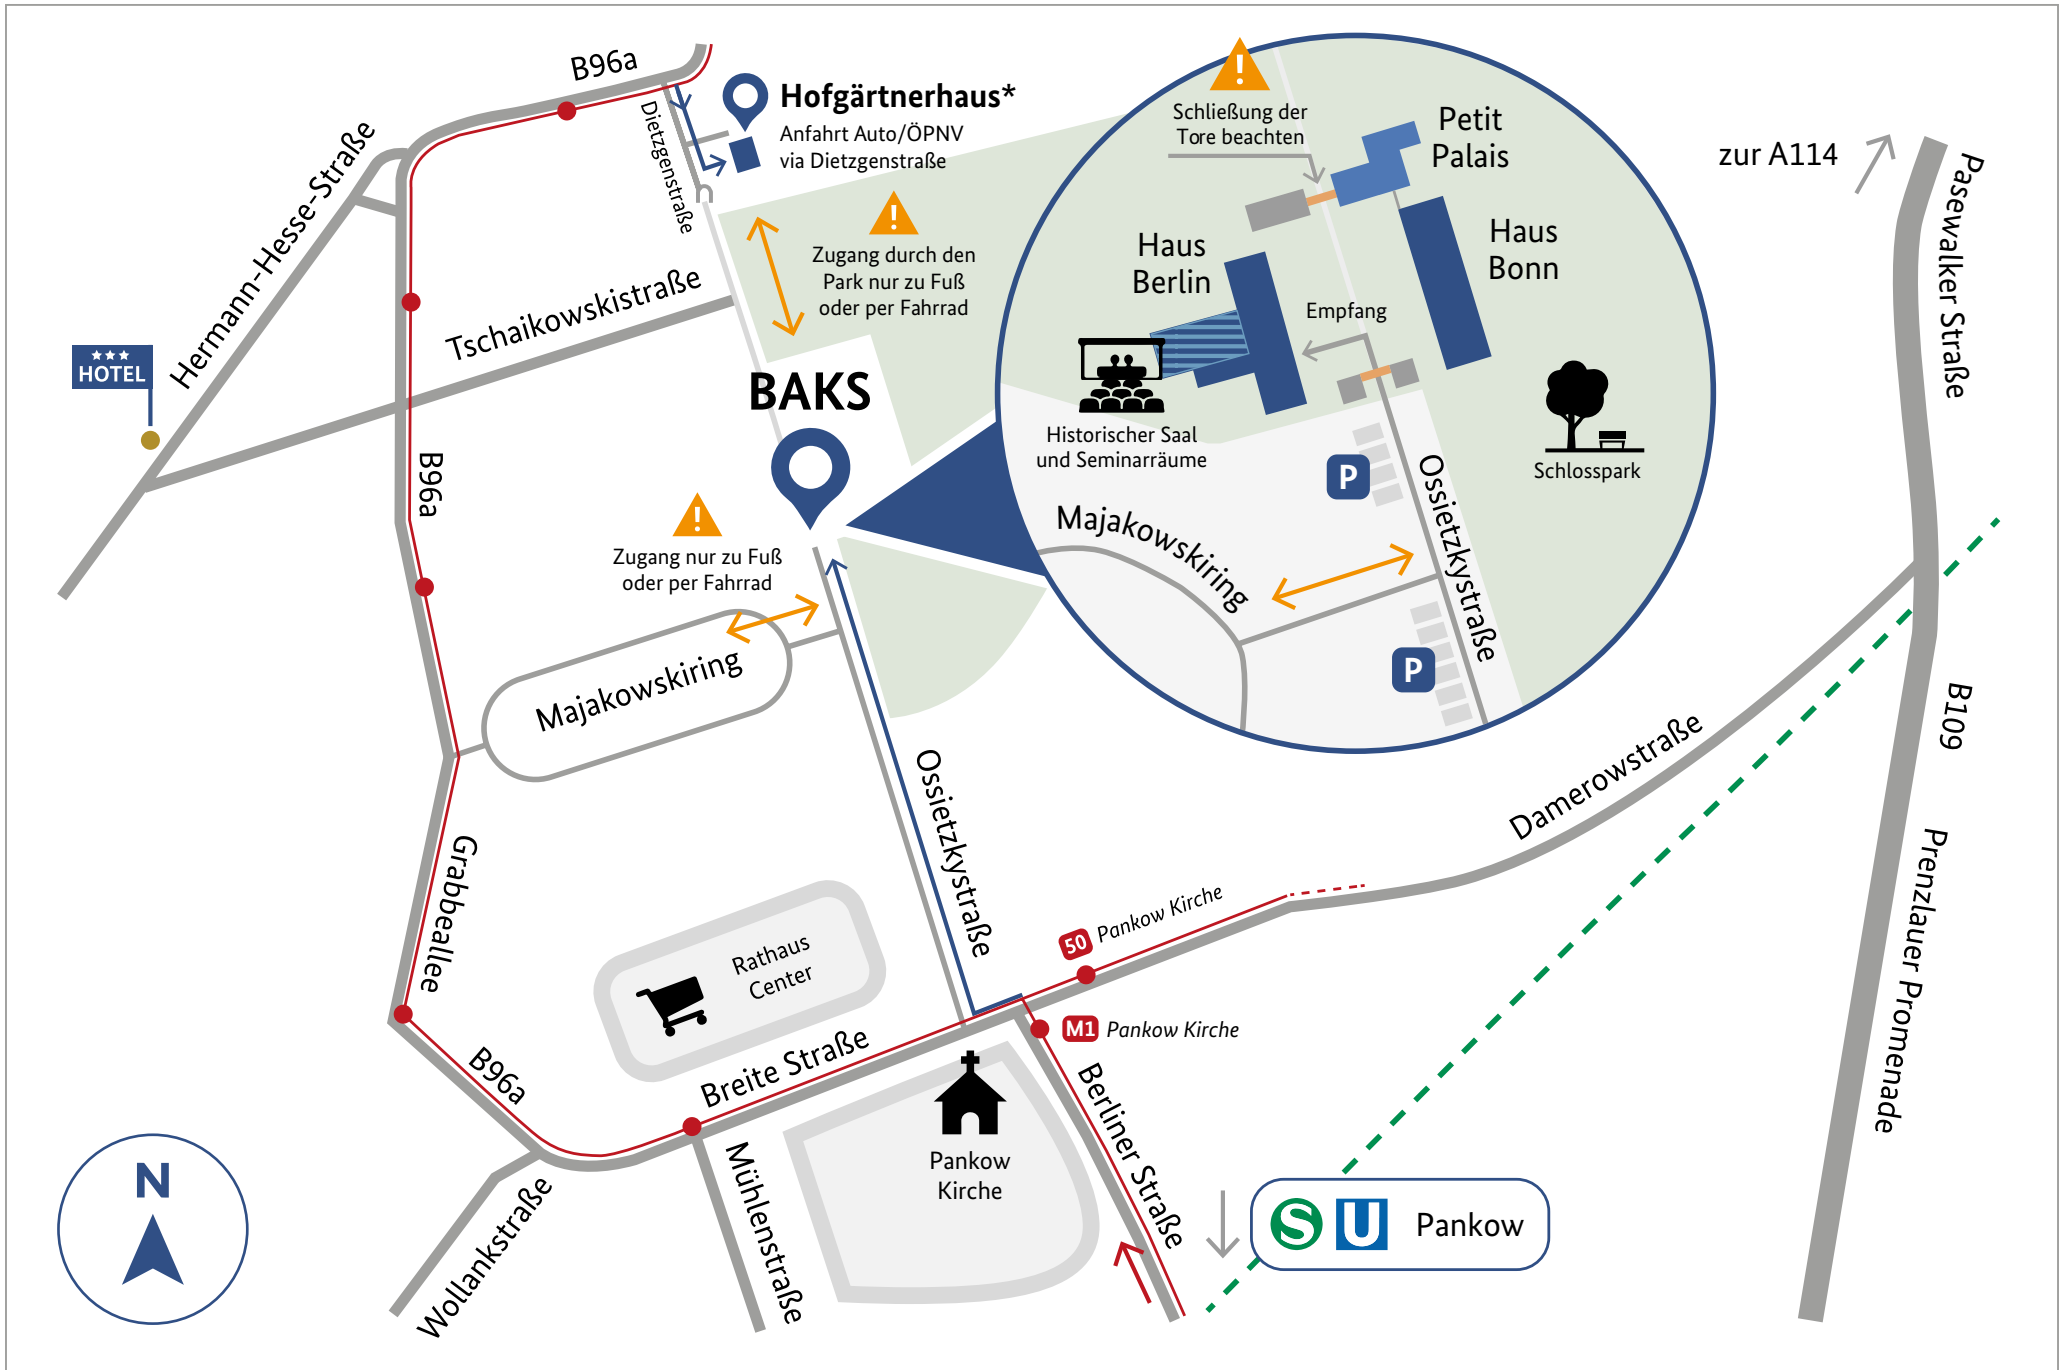 B96a
Hofgärtnerhaus*
Anfahrt Auto/ÖPNV
via Dietzgenstraße
Dietzgenstraße
Hermann-Hesse-Straße
Tschaikowskistraße
Zugang durch den
Park nur zu Fuß
oder per Fahrrad
HOTEL
B96a
BAKS
Zugang nur zu Fuß
oder per Fahrrad
Majakowskiring
Schließung der
Tore beachten
Petit
Palais
Haus
Berlin
Haus
Bonn
Empfang
Historischer Saal
und Seminarräume
P
Schlosspark
Majakowskiring
Ossietzkystraße
P
zur A114
Pasewalker Straße
B109
Prenzlauer Promenade
Damerowstraße
Ossietzkystraße
Grabbeallee
Rathaus
Center
50 Pankow Kirche
M1 Pankow Kirche
Breite Straße
B96a
Pankow
Kirche
Berliner Straße
Mühlenstraße
Wollankstraße
N
S U Pankow